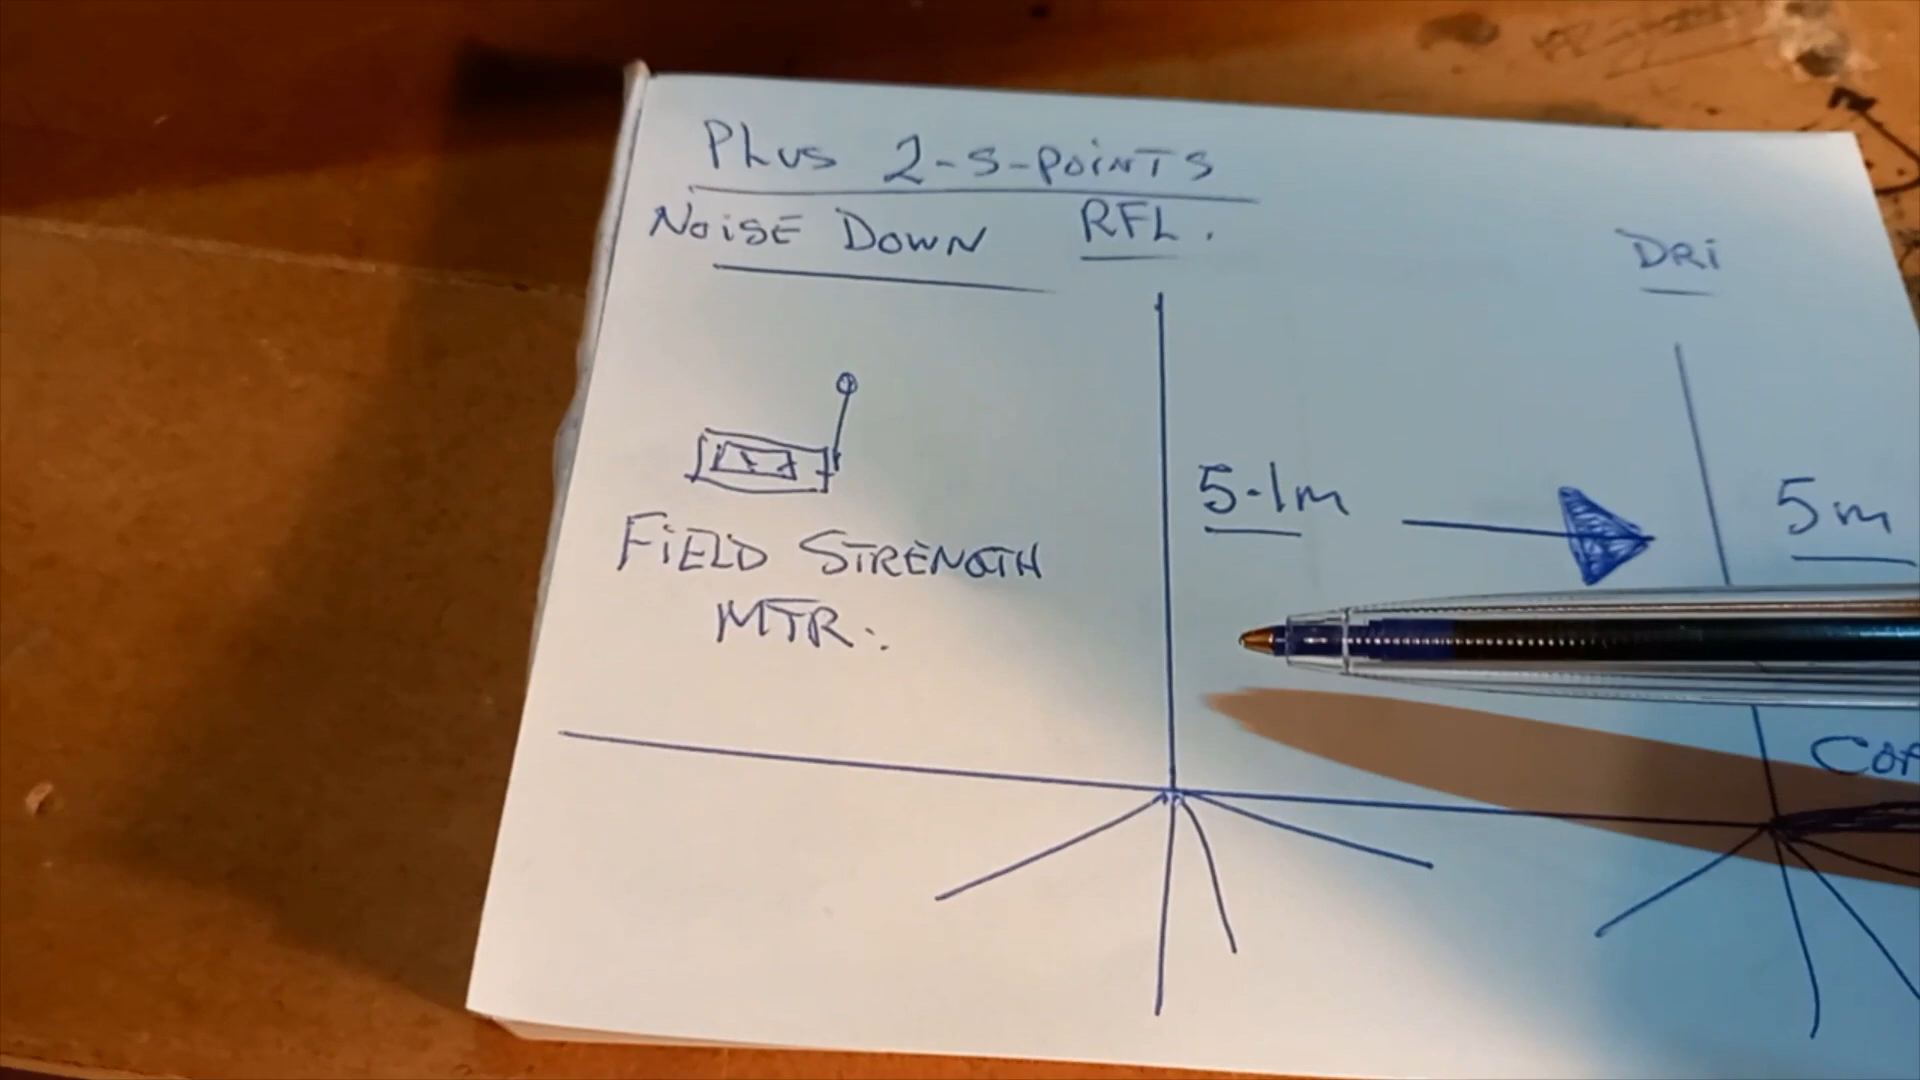 PLUS 2-S-POINTS
NOISE DOWN RFL.
DRI
5.1m
5m
FIELD STRENGTH
MTR.